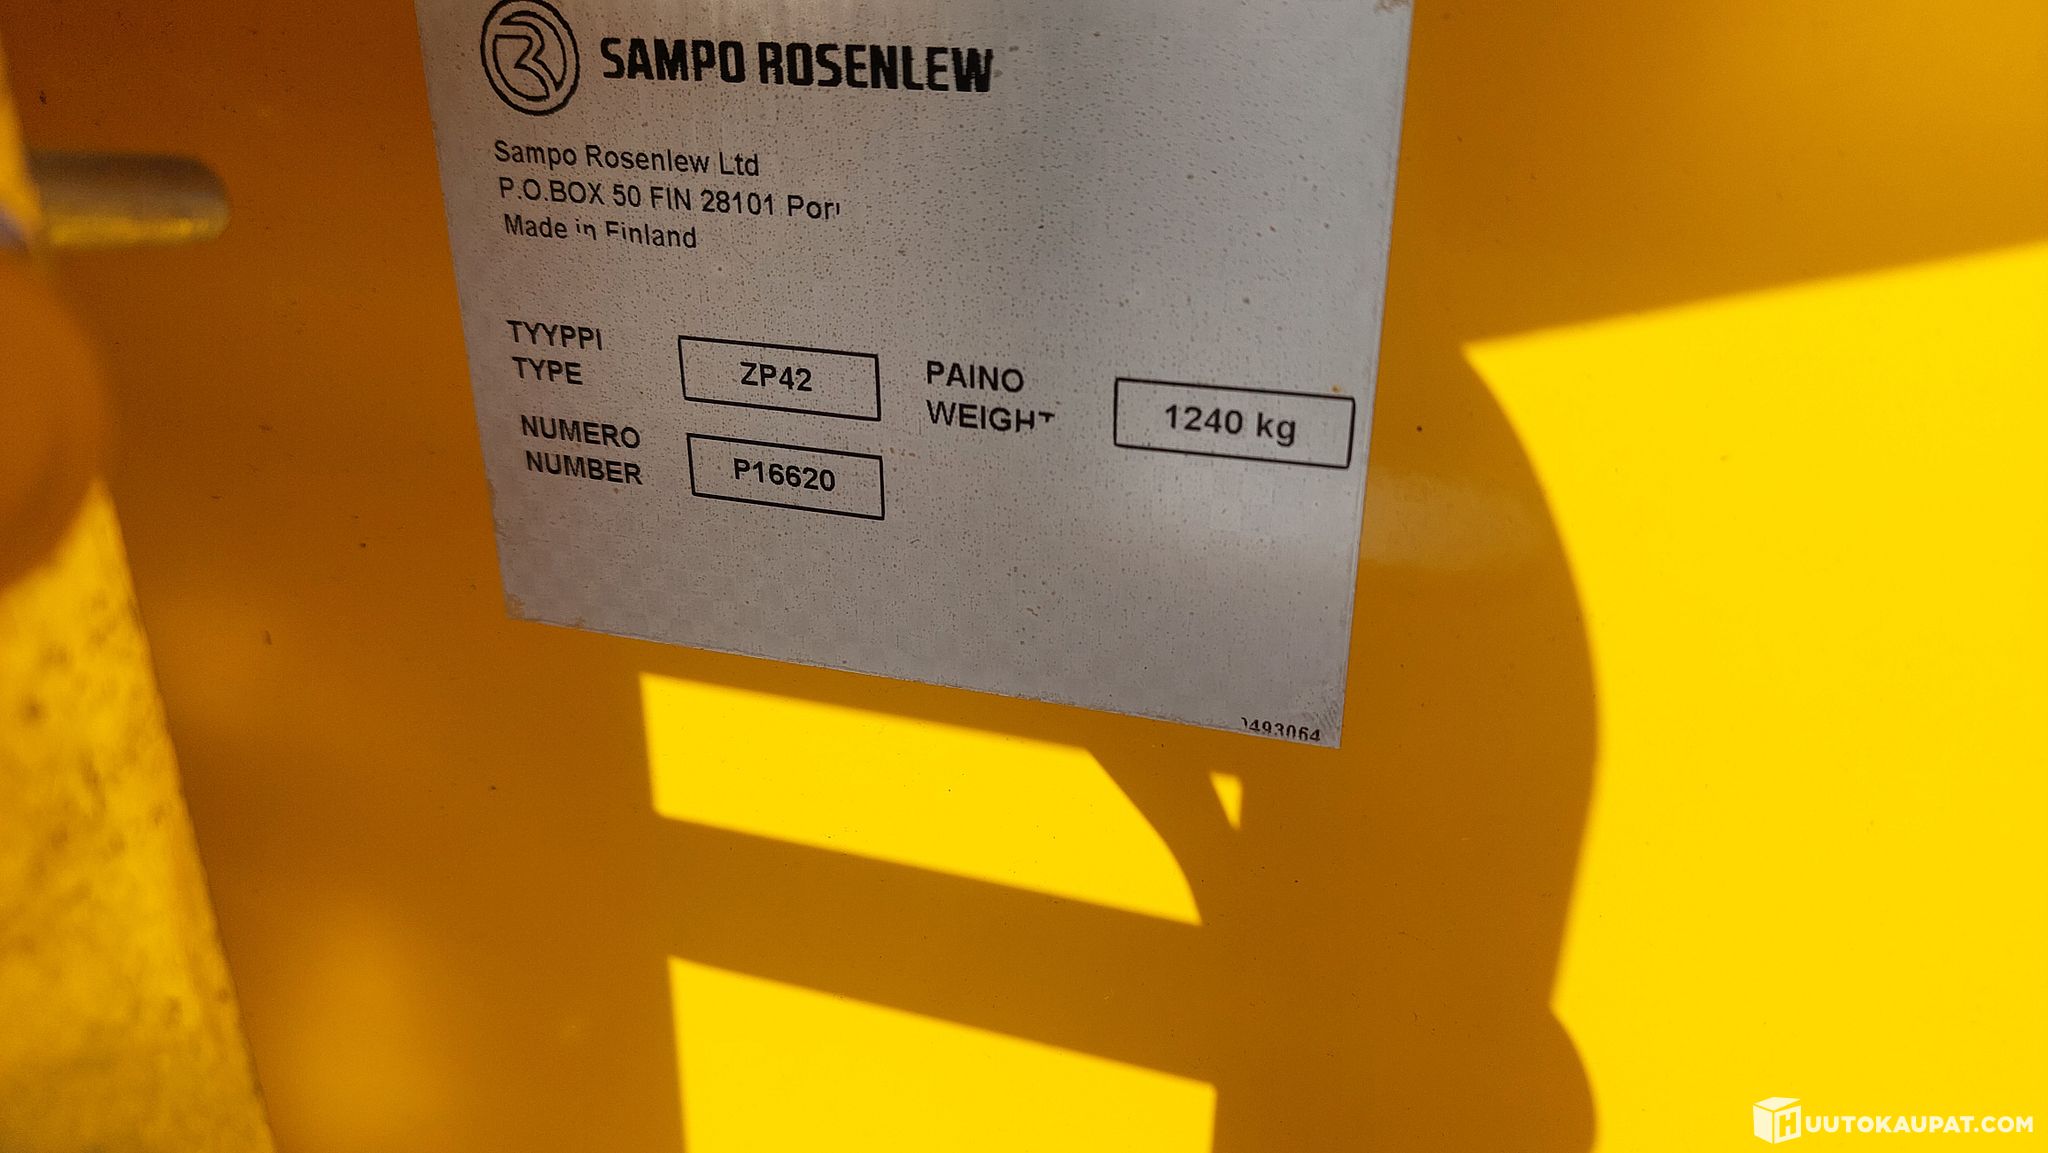 SAMPO ROSENLEW
Sampo Rosenlew Ltd
P.O.BOX 50 FIN 28101 Pori
Made in Finland
TYYPPI
TYPE
ZP42
PAINO
WEIGHT
1240 kg
NUMERO
NUMBER
P16620
HUUTOKAUPAT.COM